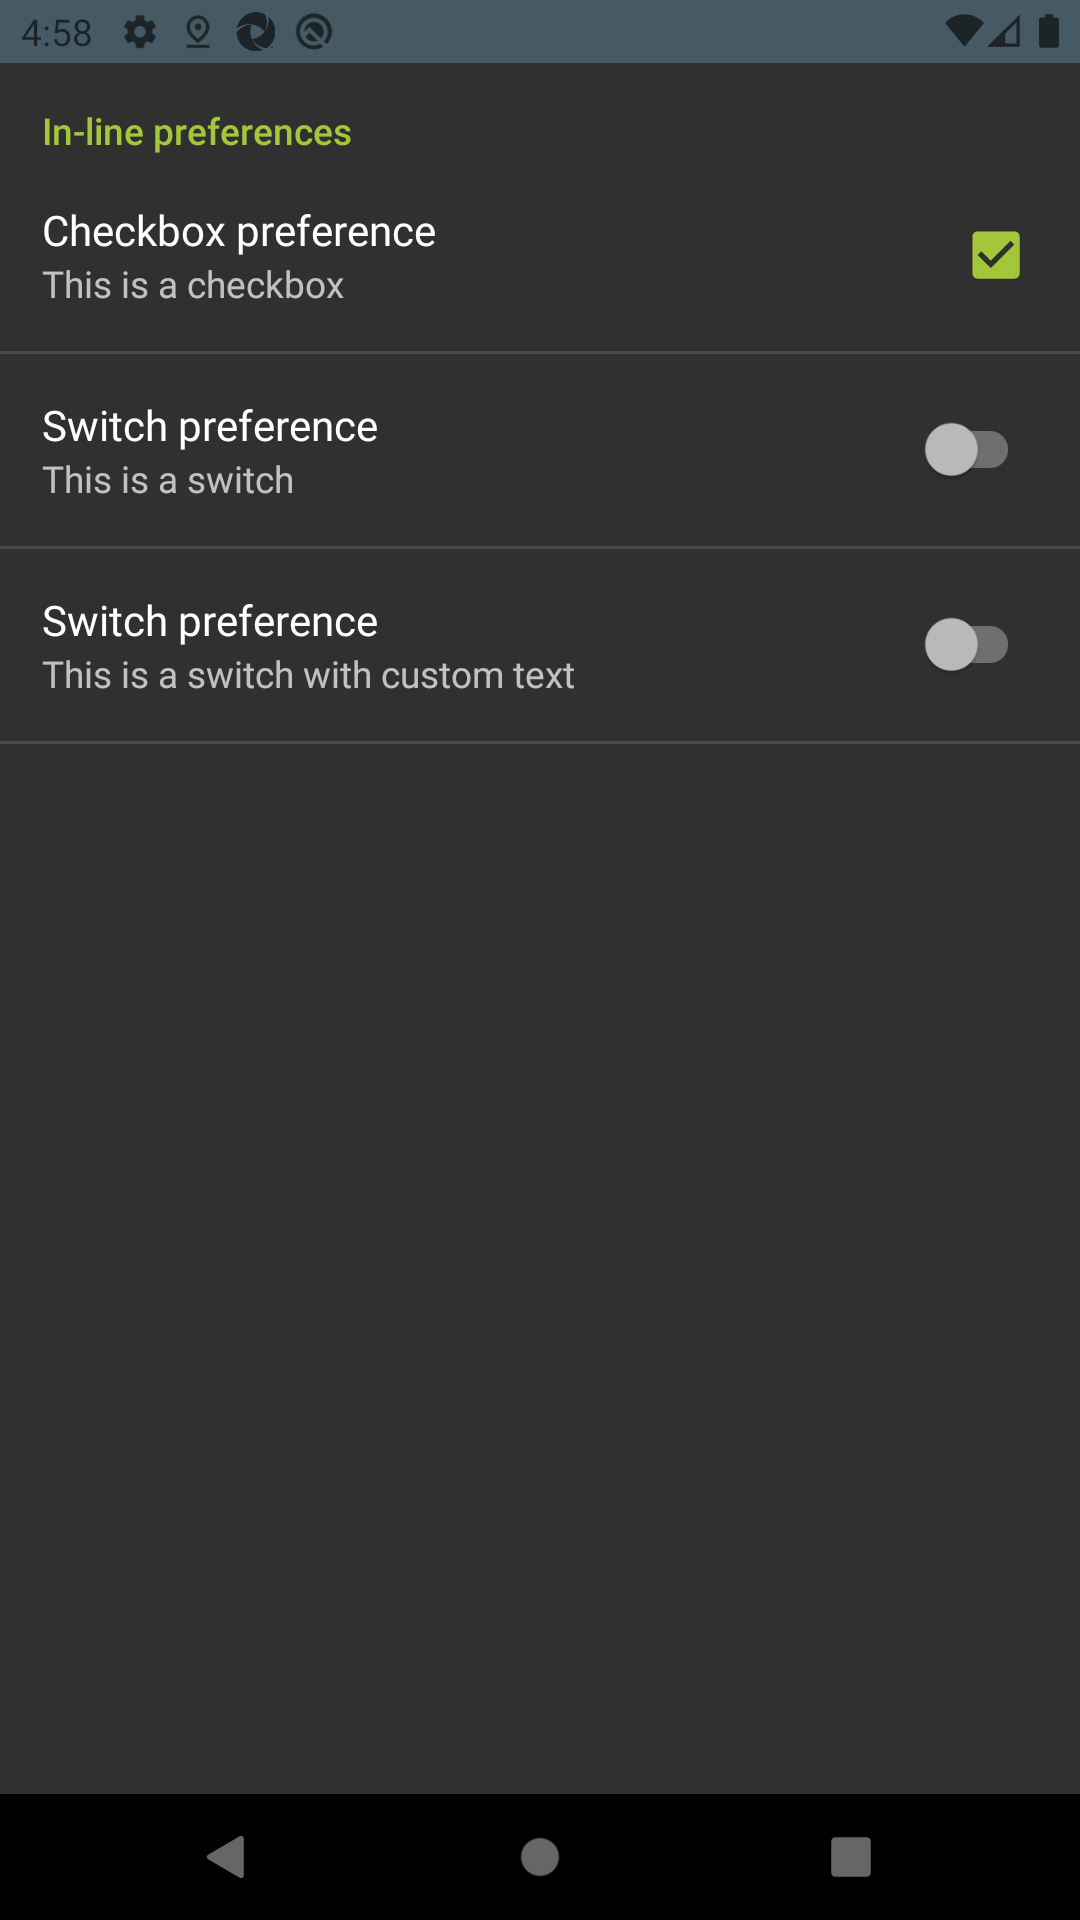 4:58
In-line preferences
Checkbox preference
This is a checkbox
Switch preference
This is a switch
Switch preference
This is a switch with custom text